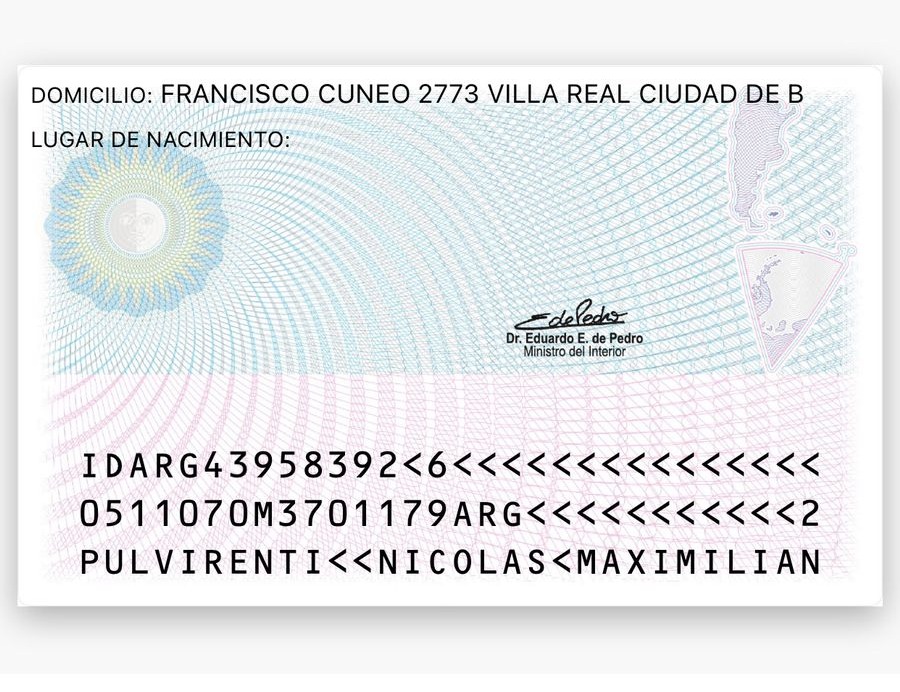 DOMICILIO: FRANCISCO CUNEO 2773 VILLA REAL CIUDAD DE B
LUGAR DE NACIMIENTO:
E de Pedro
Dr. Eduardo E. de Pedro
Ministro del Interior
IDARG43958392<6<<<<<<<<<<<<<<<
0511070M3701179ARG<<<<<<<<<<<2
PULVIRENTI<<NICOLAS<MAXIMILIAN